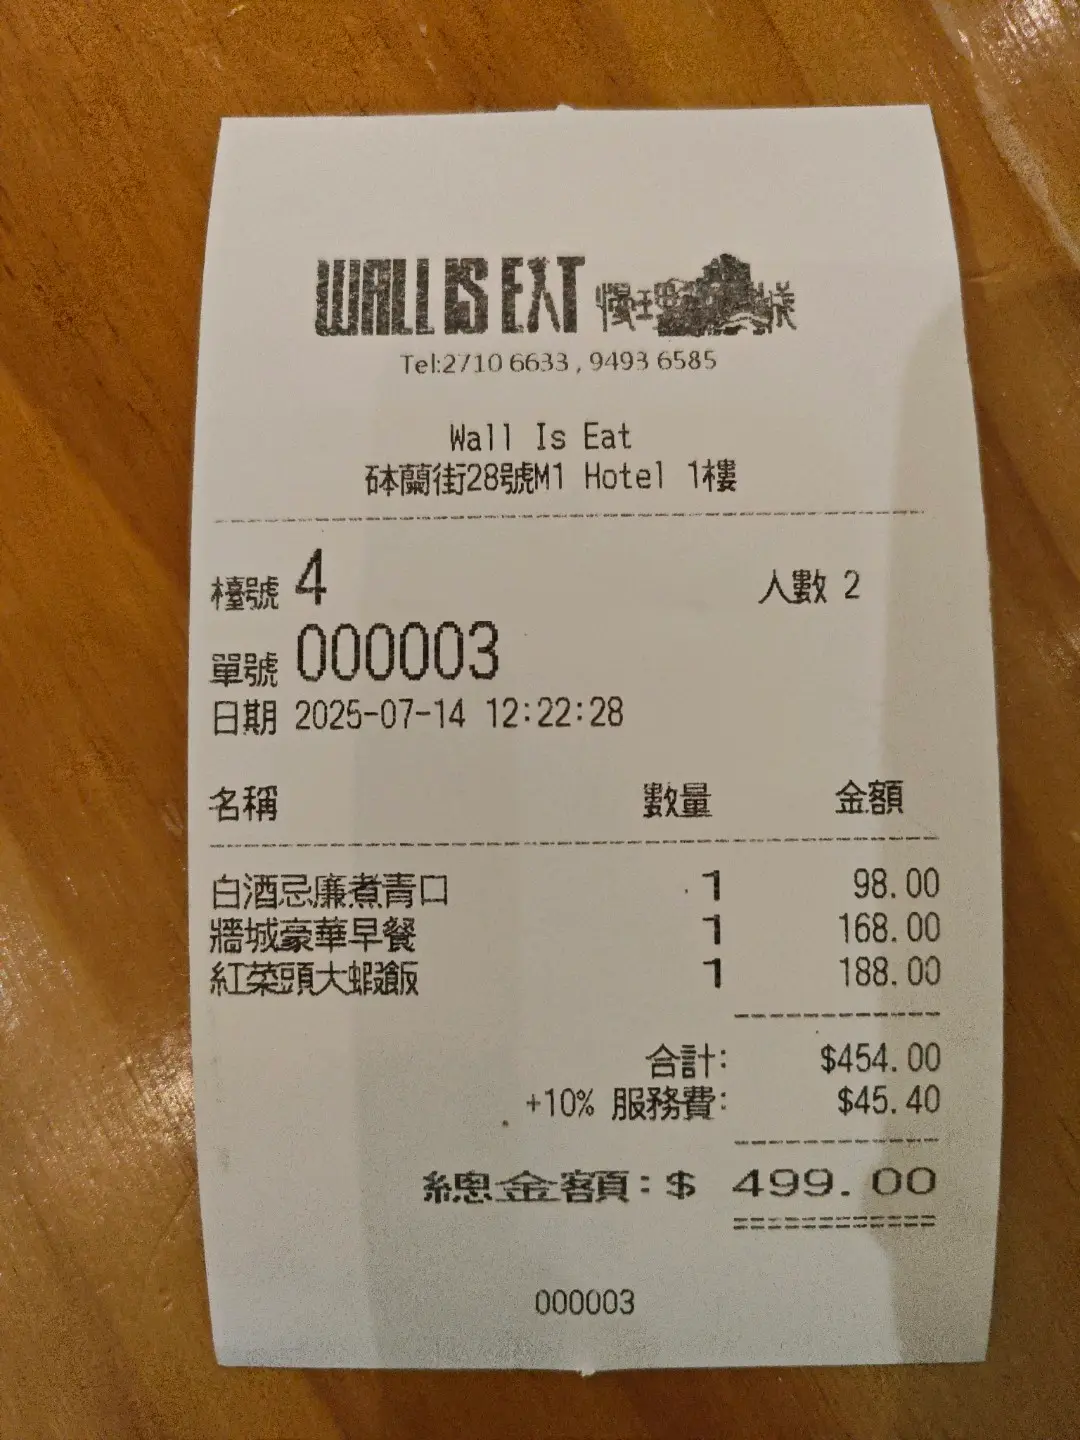 WALL IS EAT
Tel:2710 6633 , 9493 6585
Wall Is Eat
砵蘭街28號M1 Hotel 1樓
檯號 4 人數 2
單號 000003
日期 2025-07-14 12:22:28
名稱 數量 金額
白酒忌廉煮青口 1 98.00
牆城豪華早餐 1 168.00
紅菜頭大蝦飯 1 188.00
合計: $454.00
+10% 服務費: $45.40
總金額: $ 499.00
000003